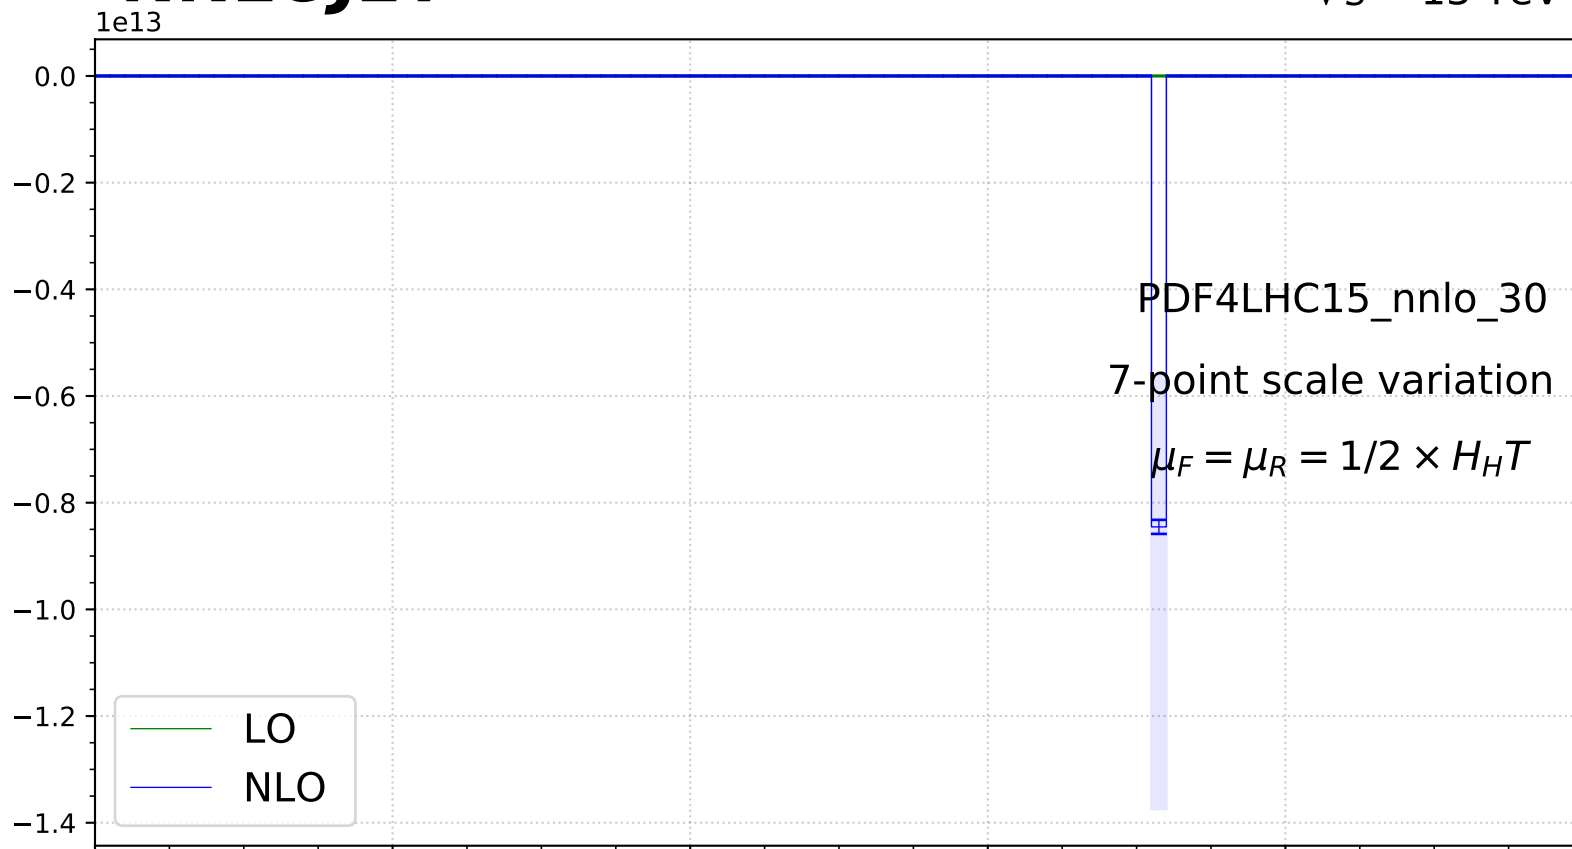 1e13
0.0
−0.2
−0.4
PDF4LHC15_nnlo_30
7-point scale variation
−0.6
μF = μR = 1/2 × HHT
−0.8
−1.0
−1.2
LO
NLO
−1.4